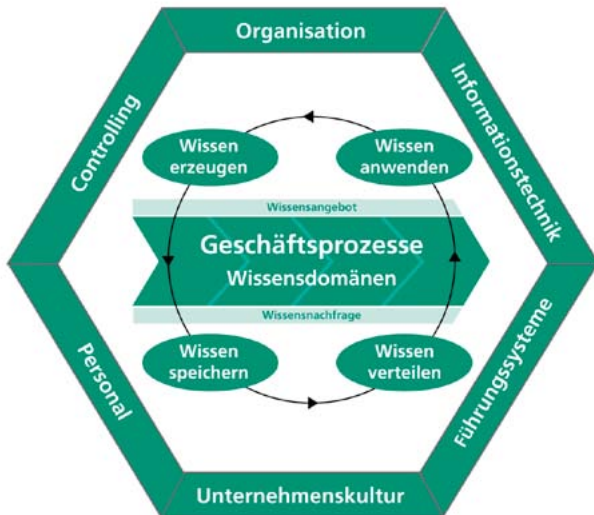 Organisation
Controlling
Informationstechnik
Wissen
erzeugen
Wissen
anwenden
Wissensangebot
Geschäftsprozesse
Wissensdomänen
Wissensnachfrage
Wissen
speichern
Wissen
verteilen
Personal
Führungssysteme
Unternehmenskultur